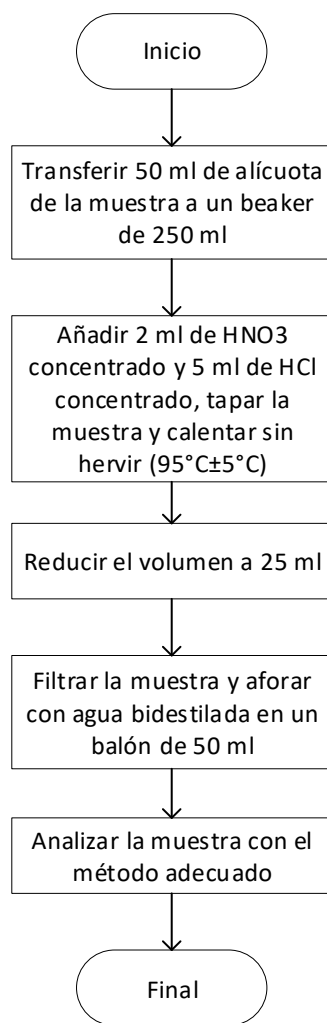 Inicio
Transferir 50 ml de alícuota
de la muestra a un beaker
de 250 ml
Añadir 2 ml de HNO3
concentrado y 5 ml de HCl
concentrado, tapar la
muestra y calentar sin
hervir (95°C±5°C)
Reducir el volumen a 25 ml
Filtrar la muestra y aforar
con agua bidestilada en un
balón de 50 ml
Analizar la muestra con el
método adecuado
Final